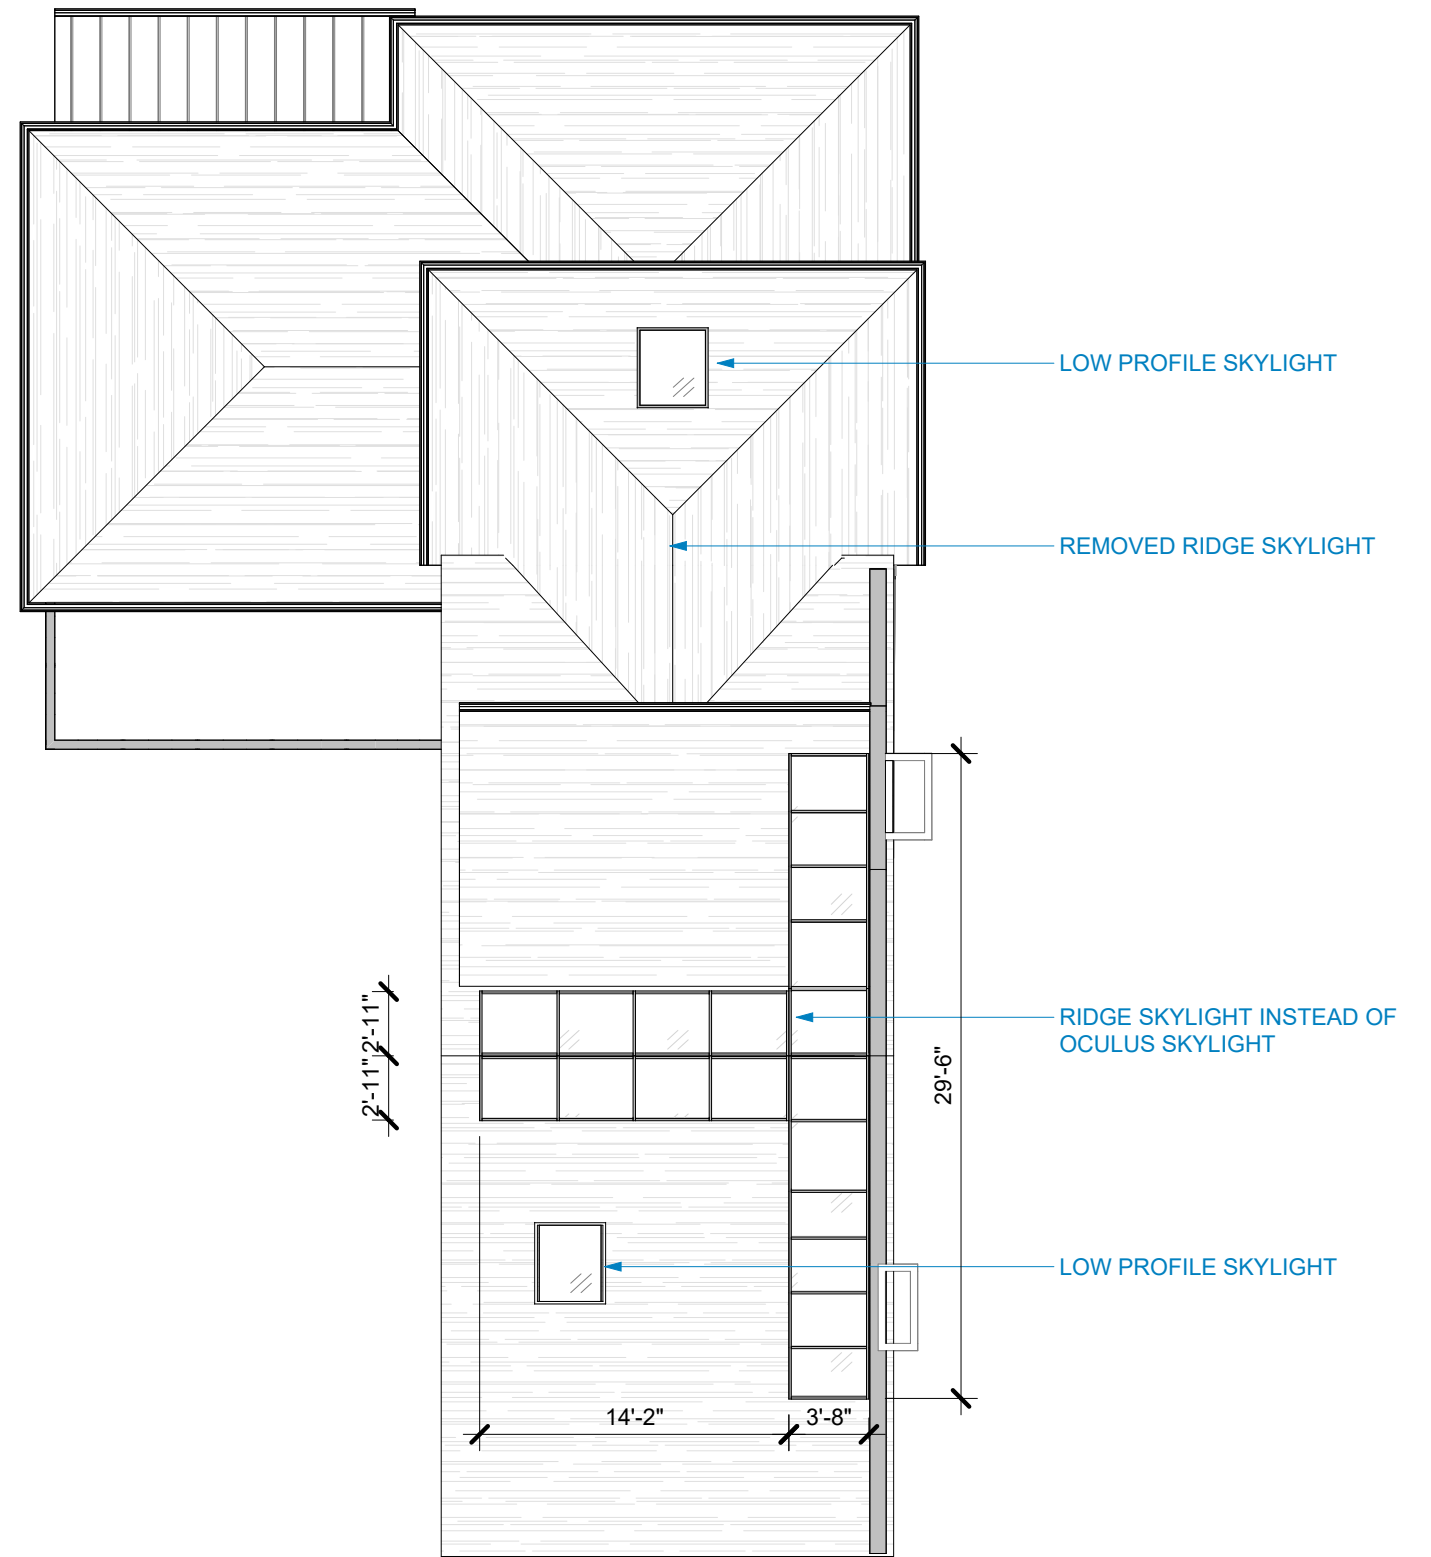 LOW PROFILE SKYLIGHT
REMOVED RIDGE SKYLIGHT
2'-11"
2'-11"
RIDGE SKYLIGHT INSTEAD OF
OCULUS SKYLIGHT
29'-6"
LOW PROFILE SKYLIGHT
14'-2"
3'-8"